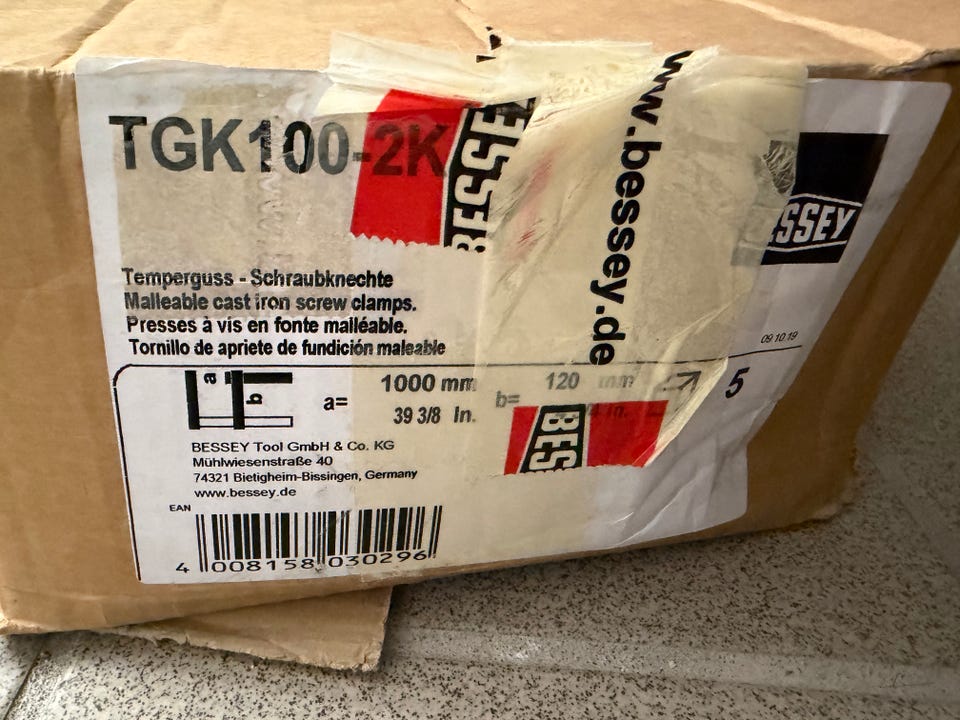 TGK100-2K
BESSEY
www.bessey.de
BESSEY
Temperguss - Schraubknechte
Malleable cast iron screw clamps.
Presses à vis en fonte malléable.
Tornillo de apriete de fundición maleable
09.10.19
a
b
a= 1000 mm b= 120 mm 5
39 3/8 In. In.
BES
BESSEY Tool GmbH & Co. KG
Mühlwiesenstraße 40
74321 Bietigheim-Bissingen, Germany
www.bessey.de
EAN
4 008158 030296